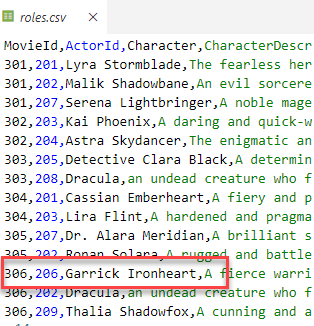 roles.csv
MovieId,ActorId,Character,CharacterDescr
301,201,Lyra Stormblade,The fearless her
301,202,Malik Shadowbane,An evil sorcere
301,207,Serena Lightbringer,A noble mage
302,203,Kai Phoenix,A daring and quick-w
302,204,Astra Skydancer,The enigmatic an
303,205,Detective Clara Black,A determin
303,208,Dracula,an undead creature who f
304,201,Cassian Emberheart,A fiery and p
304,203,Lira Flint,A hardened and pragma
305,207,Dr. Alara Meridian,A brilliant s
305,202,Ronan Solara,A rugged and battle
306,206,Garrick Ironheart,A fierce warri
306,202,Dracula,an undead creature who f
306,209,Thalia Shadowfox,A cunning and a